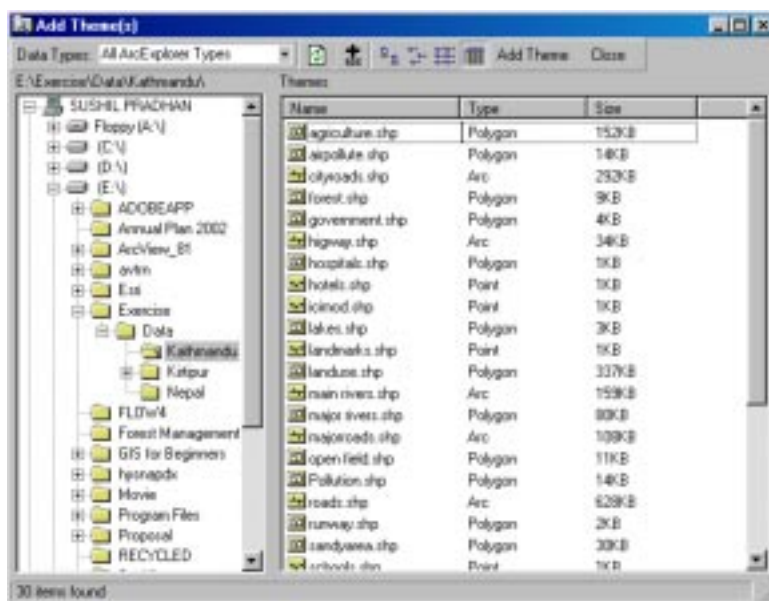 Add Theme(s)
Data Types: All ArcExplorer Types Add Theme Close
E:\Exercise\Data\Kathmandu\
SUSHIL PRADHAN
Floppy (A:\)
(C:\)
(D:\)
(E:\)
ADOBEAPP
Annual Plan 2002
ArcView_81
avtm
Esri
Exercise
Data
Kathmandu
Kirtipur
Nepal
FLOW4
Forest Management
GIS for Beginners
Movie
Program Files
Proposal
RECYCLED
Themes
Name Type Size
agriculture.shp Polygon 152KB
airpollute.shp Polygon 14KB
cityroads.shp Arc 292KB
forest.shp Polygon 9KB
government.shp Polygon 4KB
higway.shp Arc 34KB
hospitals.shp Polygon 1KB
hotels.shp Point 1KB
icimod.shp Point 1KB
lakes.shp Polygon 3KB
landmarks.shp Point 1KB
landuse.shp Polygon 337KB
main rivers.shp Arc 159KB
major rivers.shp Polygon 80KB
majorroads.shp Arc 108KB
open field.shp Polygon 11KB
Pollution.shp Polygon 14KB
roads.shp Arc 628KB
runway.shp Polygon 2KB
sandyarea.shp Polygon 30KB
schools.shp Point 1KB
30 items found